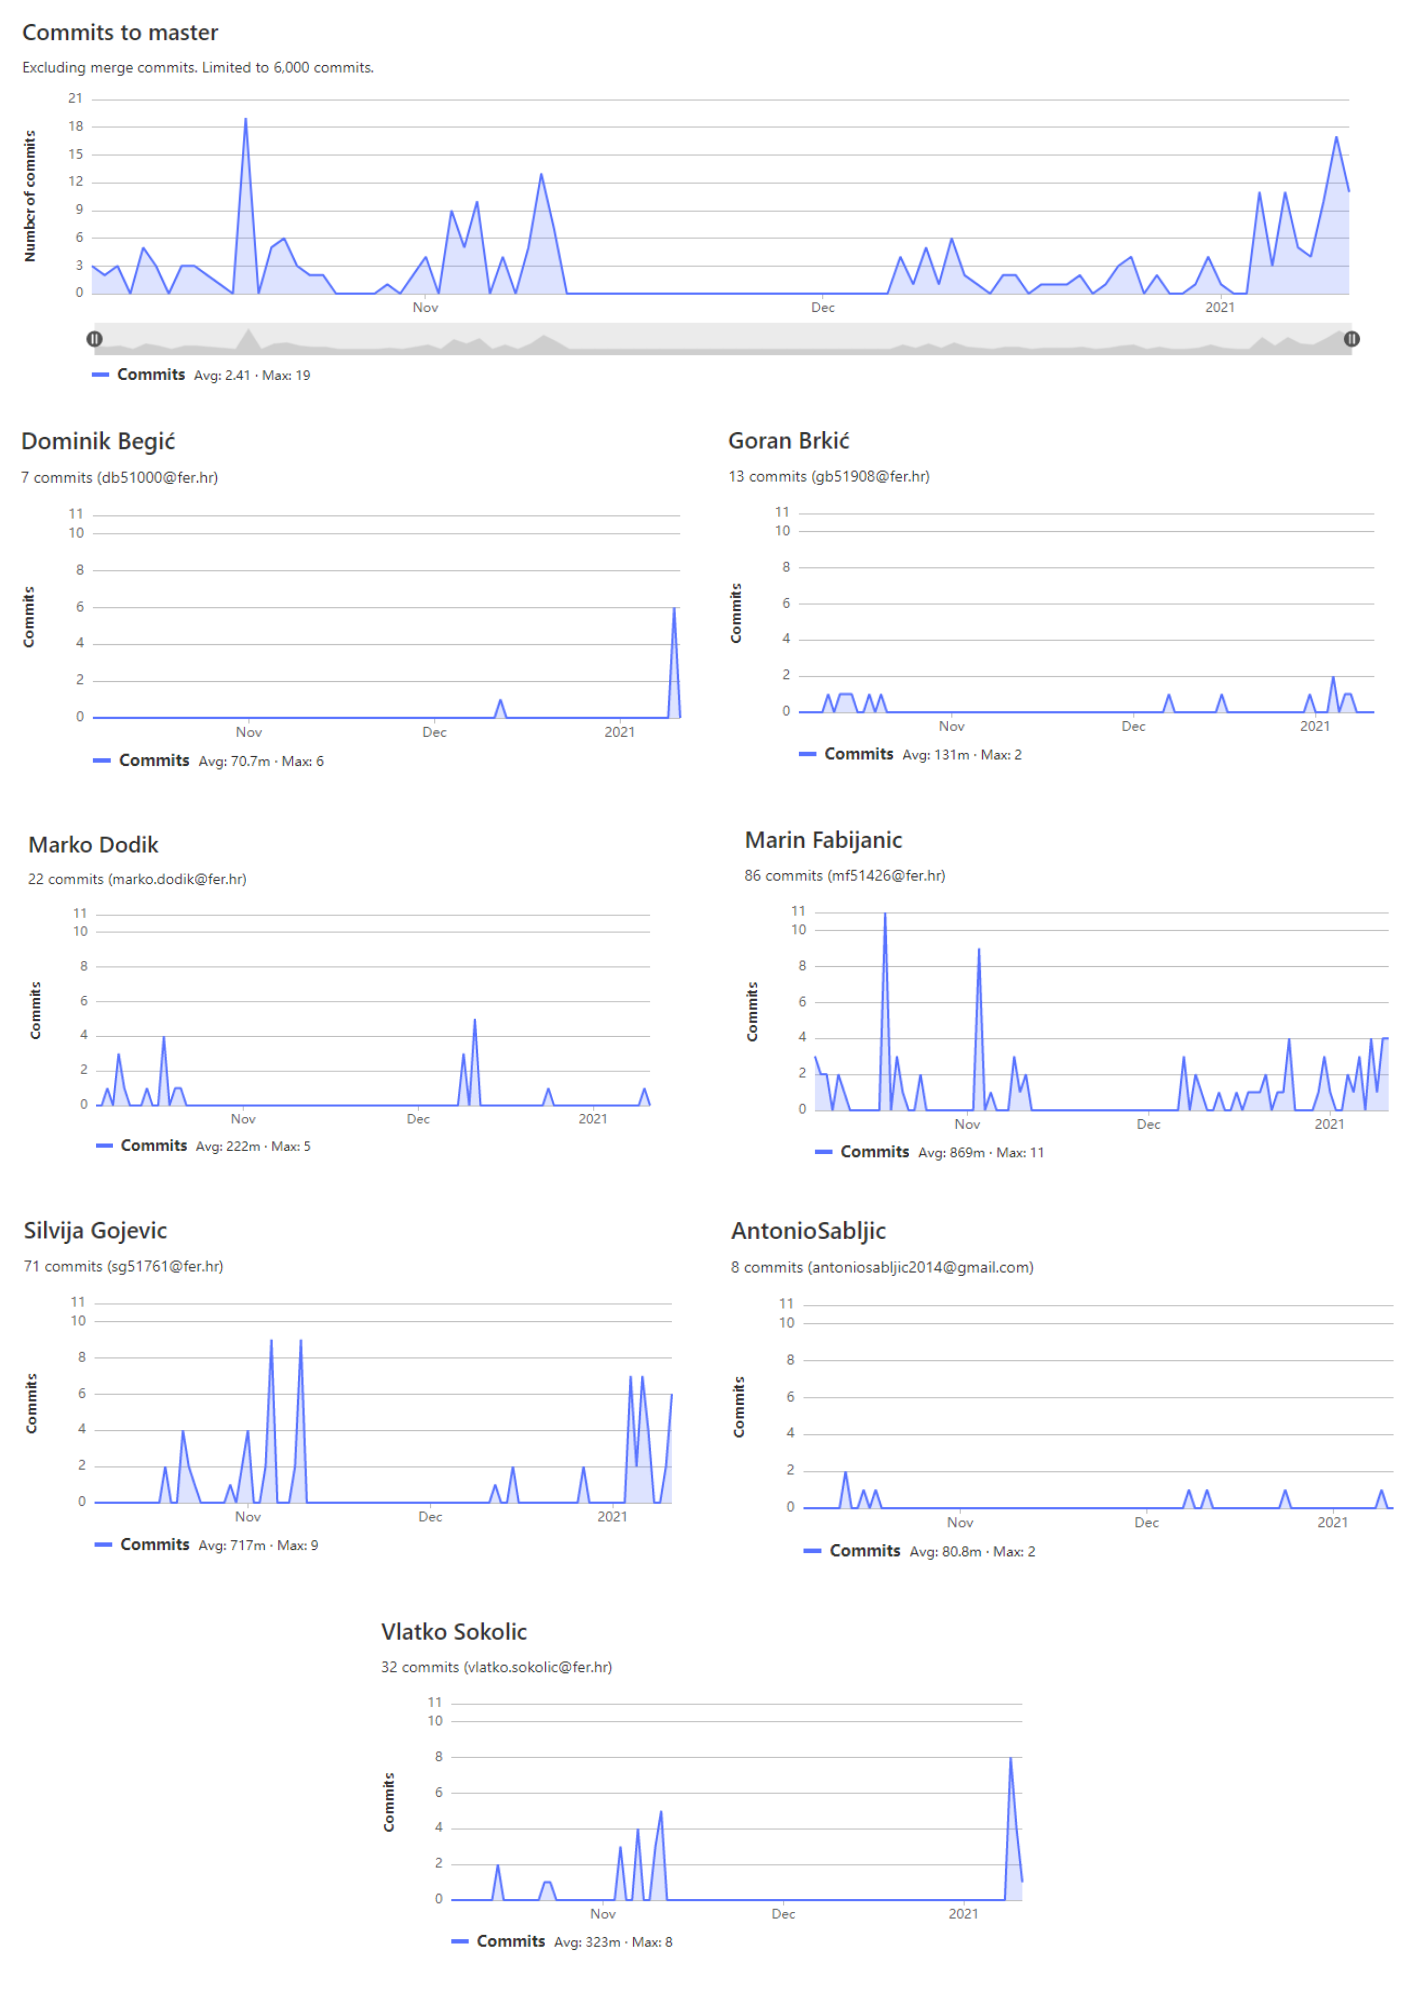 Commits to master
Excluding merge commits. Limited to 6,000 commits.
Number of commits
21
18
15
12
9
6
3
0
Nov
Dec
2021
Commits Avg: 2.41 · Max: 19
Dominik Begić
7 commits (db51000@fer.hr)
Commits
11
10
8
6
4
2
0
Nov
Dec
2021
Commits Avg: 70.7m · Max: 6
Goran Brkić
13 commits (gb51908@fer.hr)
Commits
11
10
8
6
4
2
0
Nov
Dec
2021
Commits Avg: 131m · Max: 2
Marko Dodik
22 commits (marko.dodik@fer.hr)
Commits
11
10
8
6
4
2
0
Nov
Dec
2021
Commits Avg: 222m · Max: 5
Marin Fabijanic
86 commits (mf51426@fer.hr)
Commits
11
10
8
6
4
2
0
Nov
Dec
2021
Commits Avg: 869m · Max: 11
Silvija Gojevic
71 commits (sg51761@fer.hr)
Commits
11
10
8
6
4
2
0
Nov
Dec
2021
Commits Avg: 717m · Max: 9
AntonioSabljic
8 commits (antoniosabljic2014@gmail.com)
Commits
11
10
8
6
4
2
0
Nov
Dec
2021
Commits Avg: 80.8m · Max: 2
Vlatko Sokolic
32 commits (vlatko.sokolic@fer.hr)
Commits
11
10
8
6
4
2
0
Nov
Dec
2021
Commits Avg: 323m · Max: 8